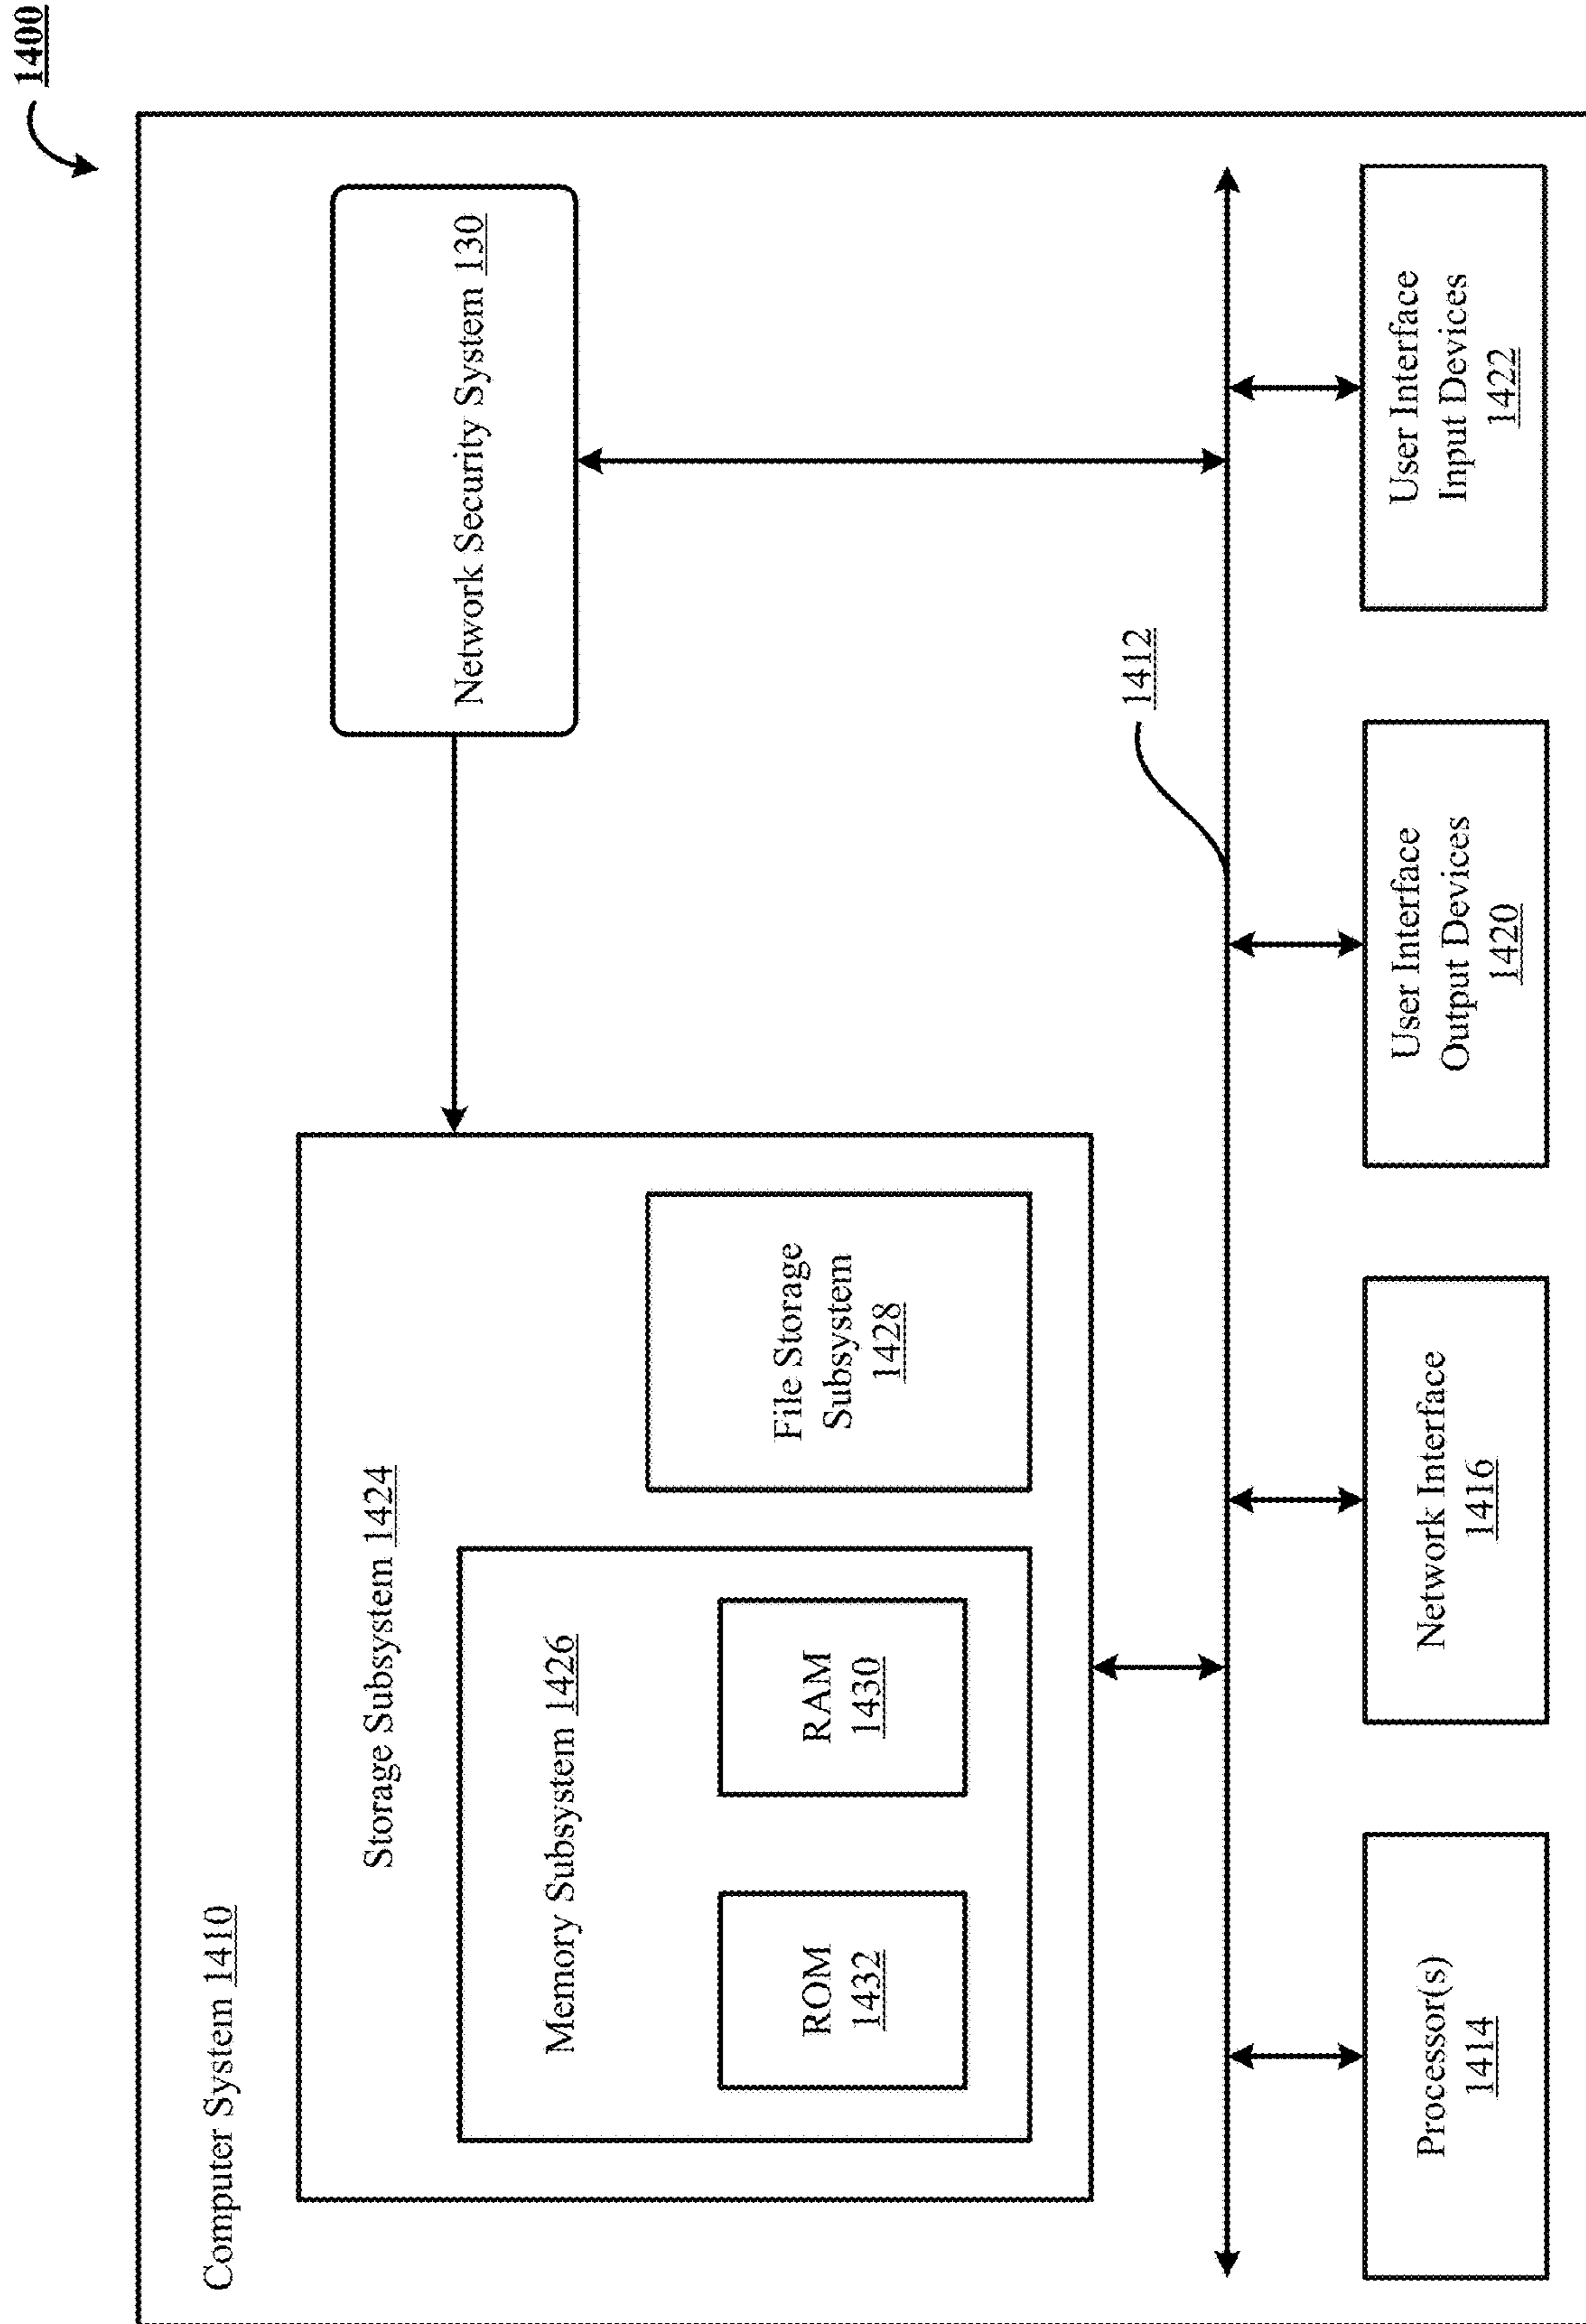 1400
Computer System 1410
Storage Subsystem 1424
Memory Subsystem 1426
ROM
1432
RAM
1430
File Storage
Subsystem
1428
Network Security System 130
1412
Processor(s)
1414
Network Interface
1416
User Interface
Output Devices
1420
User Interface
Input Devices
1422